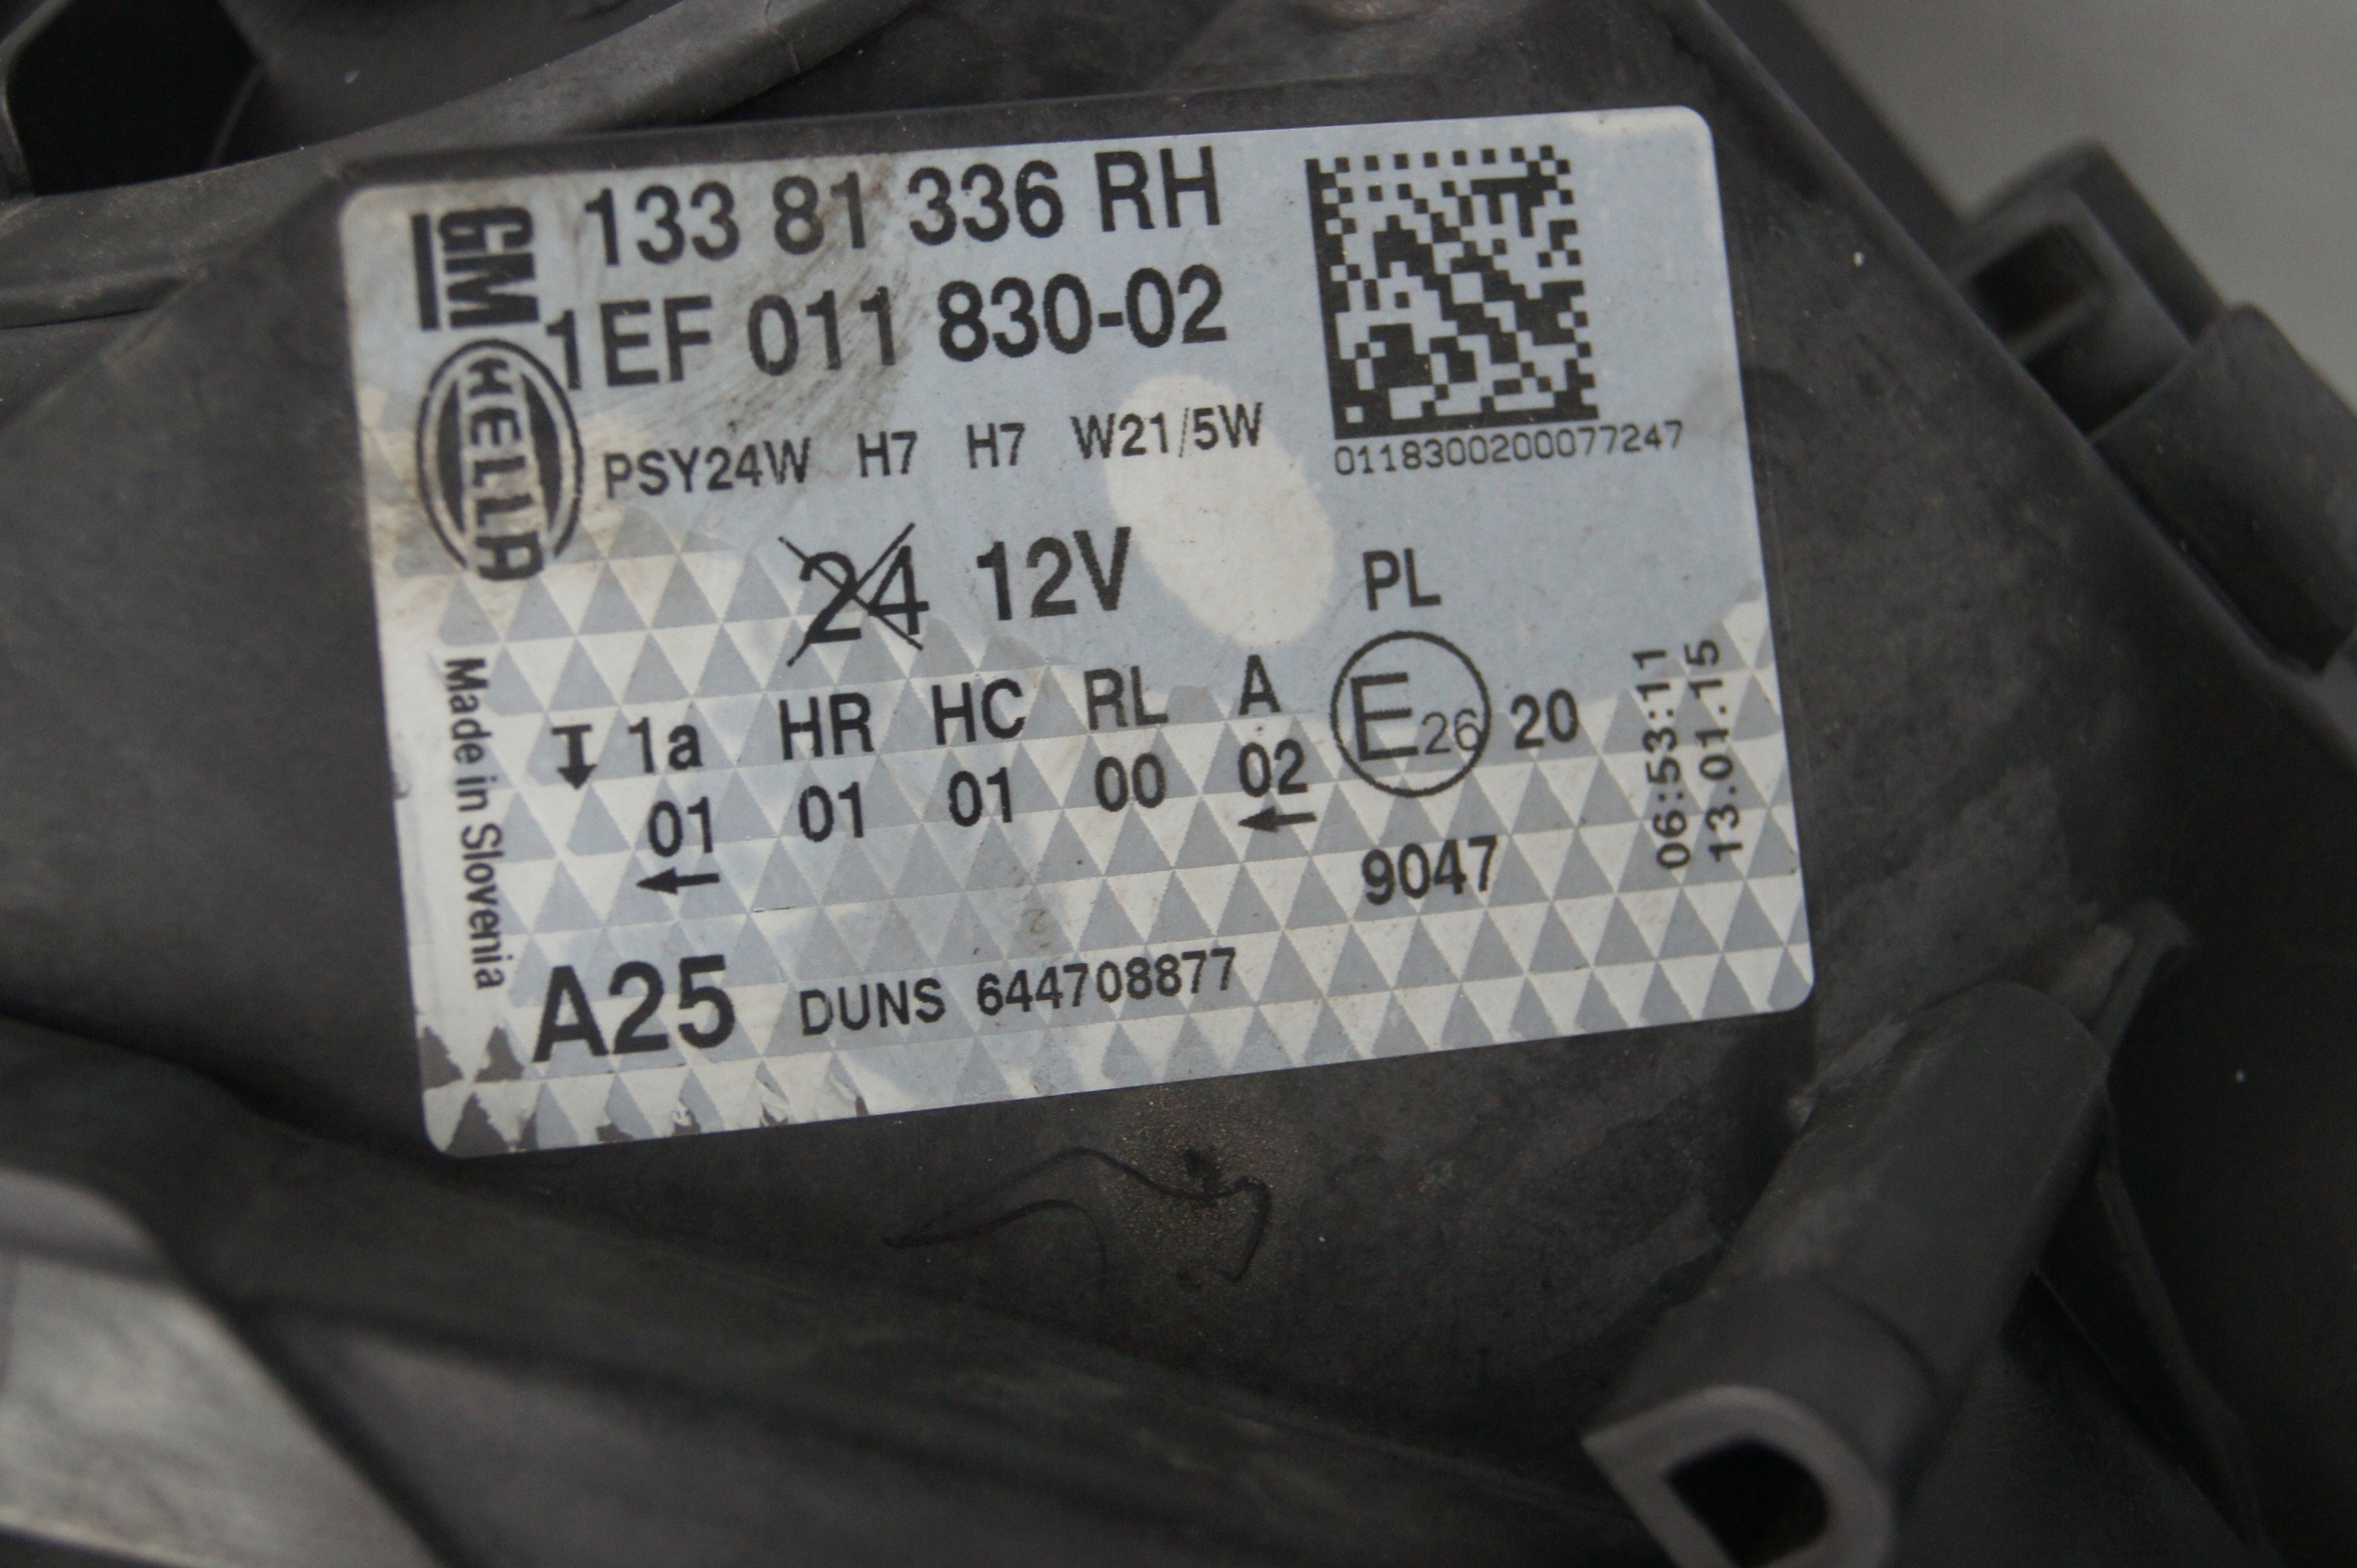 GM
133 81 336 RH
1EF 011 830-02
HELLA
PSY24W H7 H7 W21/5W
0118300200077247
24 12V
PL
Made in Slovenia
1a HR HC RL A
E26 20
01 01 01 00 02
9047
06:53:11
13.01.15
A25 DUNS 644708877